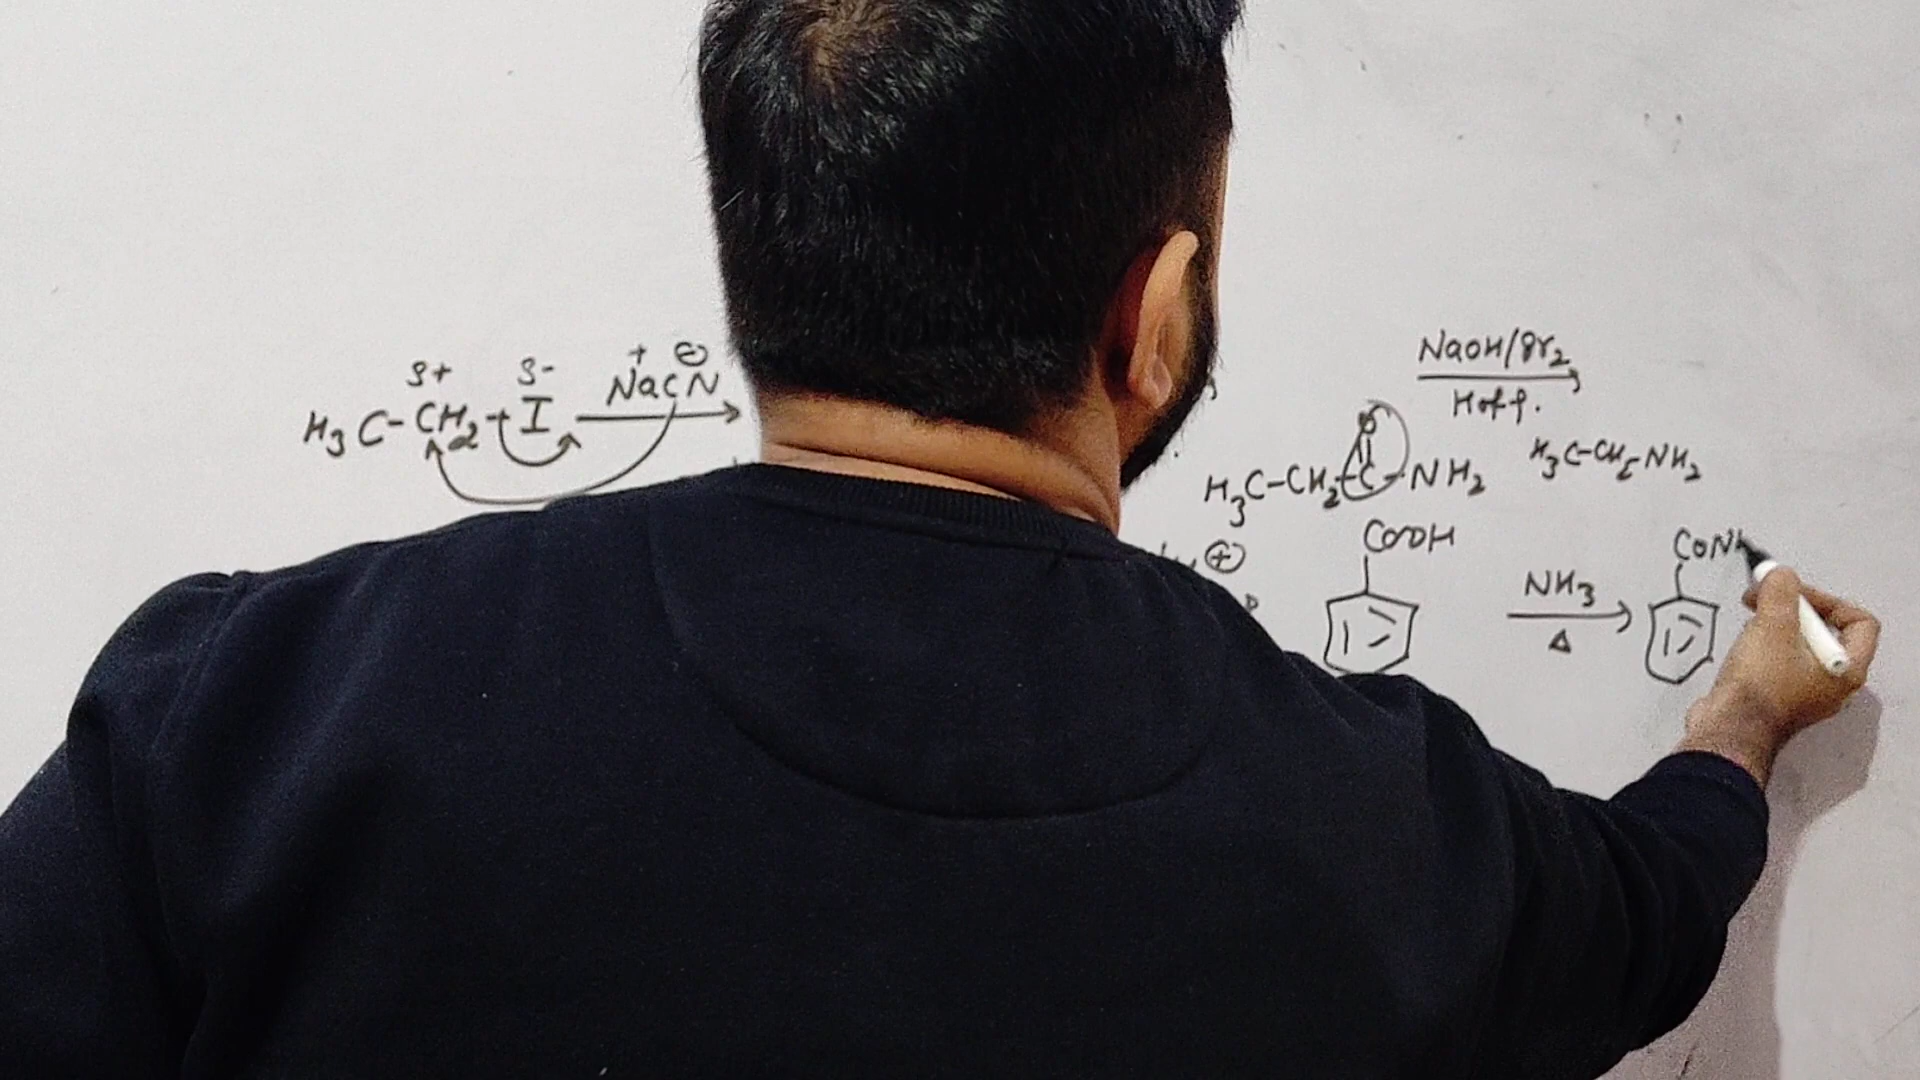 δ+ δ- + ⊖
H3C-CH2-I NaCN
NaOH/Br2
Hoff.
O
H3C-CH2-C-NH2 H3C-CH2-NH2
⊕ COOH CONH
NH3
Δ